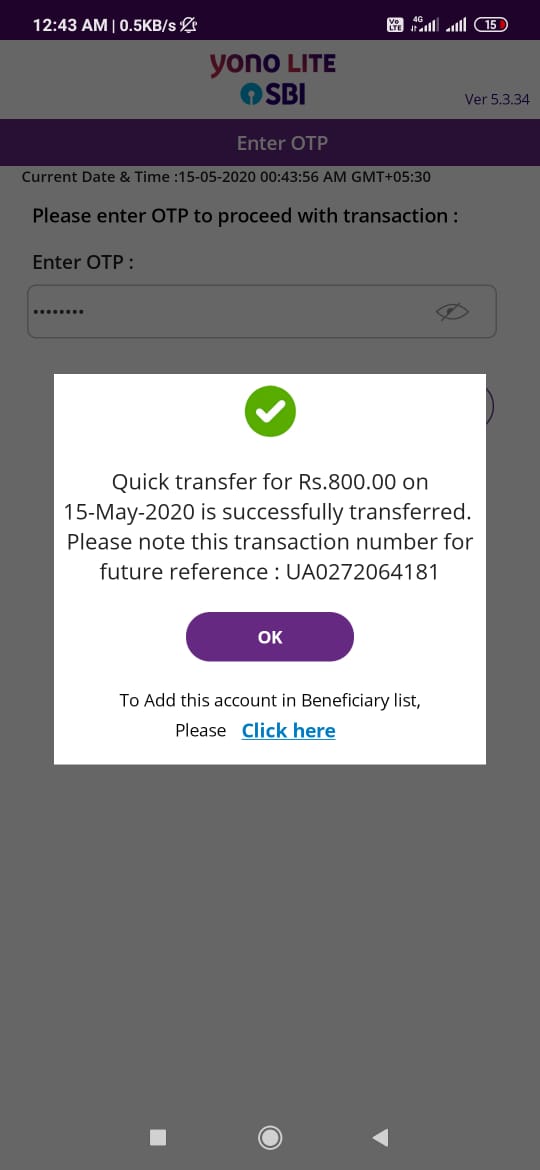 12:43 AM | 0.5KB/s
Vo LTE 4G 15
yono LITE
SBI
Ver 5.3.34
Enter OTP
Current Date & Time :15-05-2020 00:43:56 AM GMT+05:30
Please enter OTP to proceed with transaction :
Enter OTP :
••••••••
Quick transfer for Rs.800.00 on
15-May-2020 is successfully transferred.
Please note this transaction number for
future reference : UA0272064181
OK
To Add this account in Beneficiary list,
Please Click here